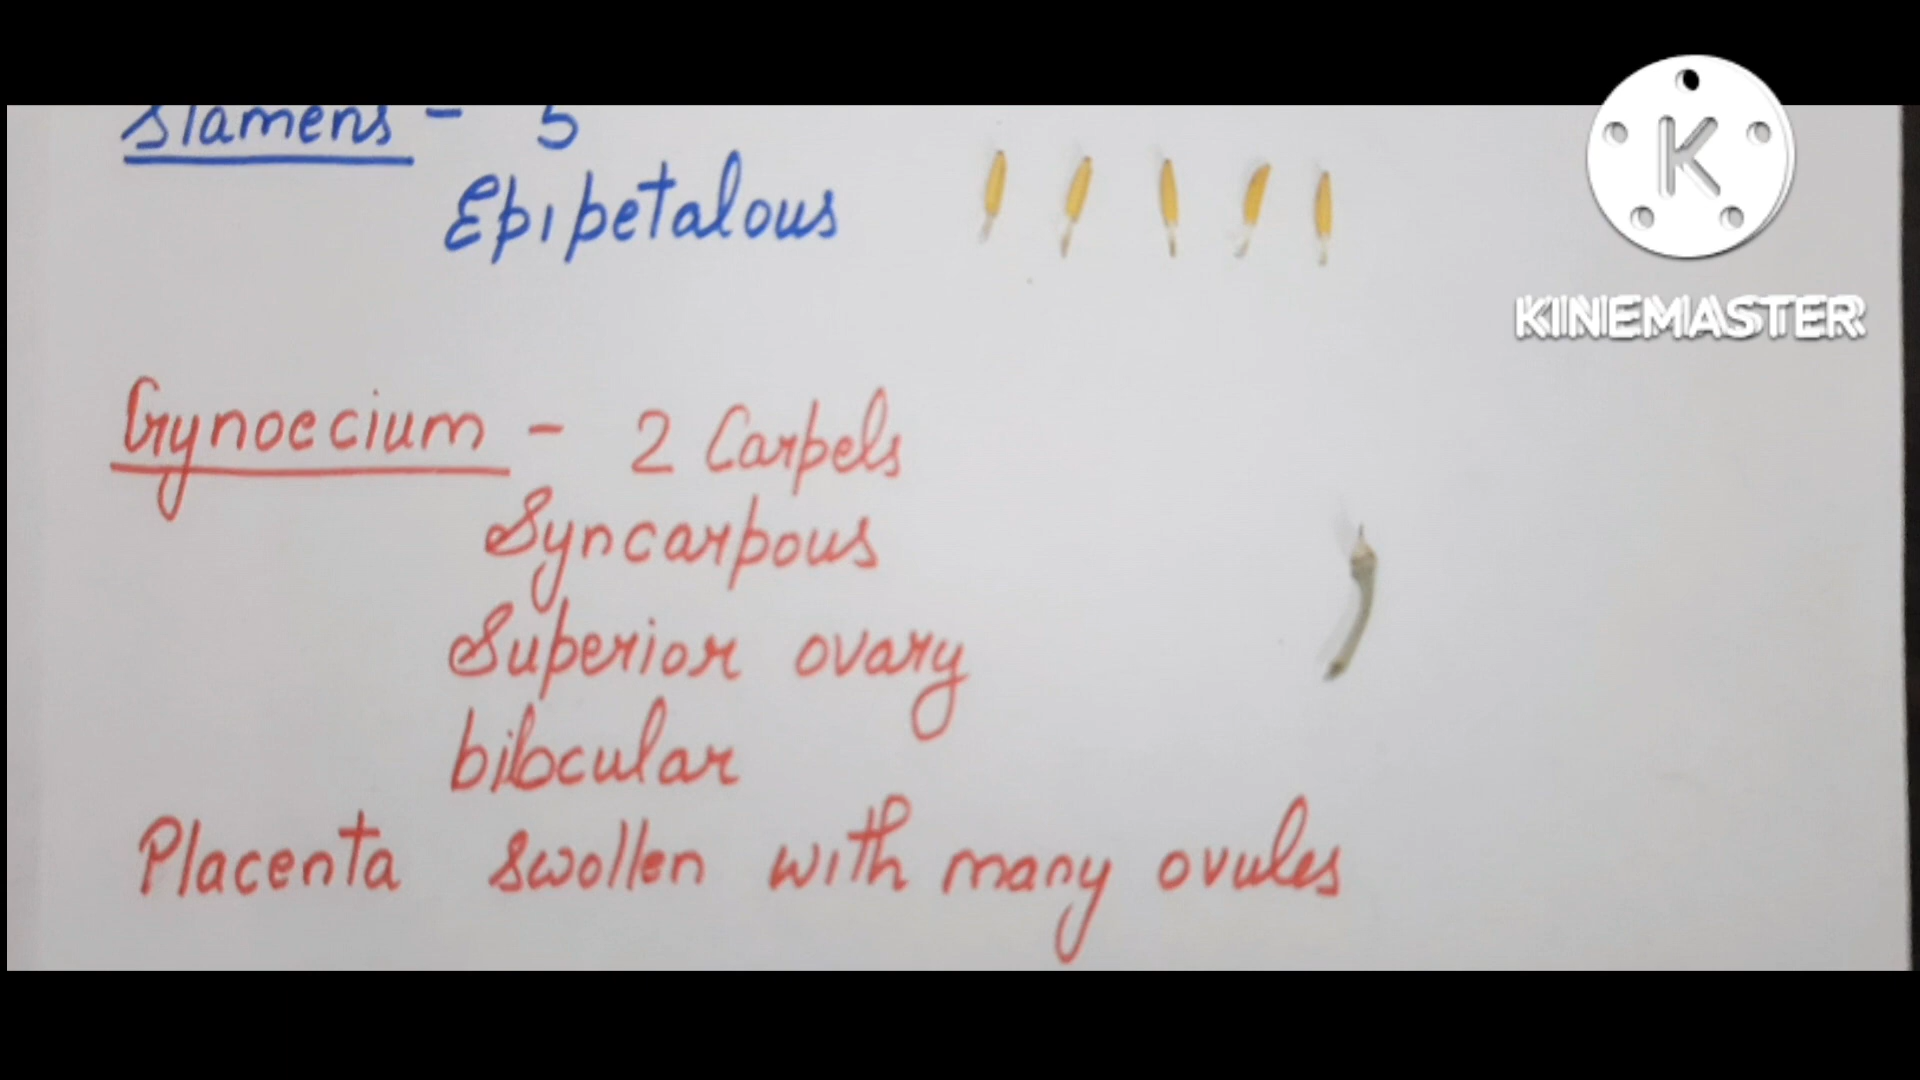 Stamens - 5
Epipetalous
K
KINEMASTER
Gynoecium - 2 Carpels
Syncarpous
Superior ovary
bilocular
Placenta swollen with many ovules